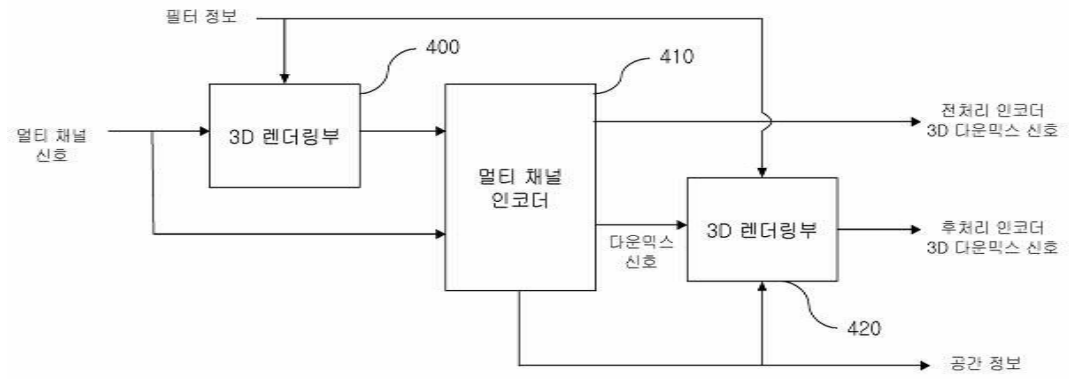 필터 정보
400
410
멀티 채널
신호
3D 렌더링부
멀티 채널
인코더
전처리 인코더
3D 다운믹스 신호
다운믹스
신호
3D 렌더링부
후처리 인코더
3D 다운믹스 신호
420
공간 정보